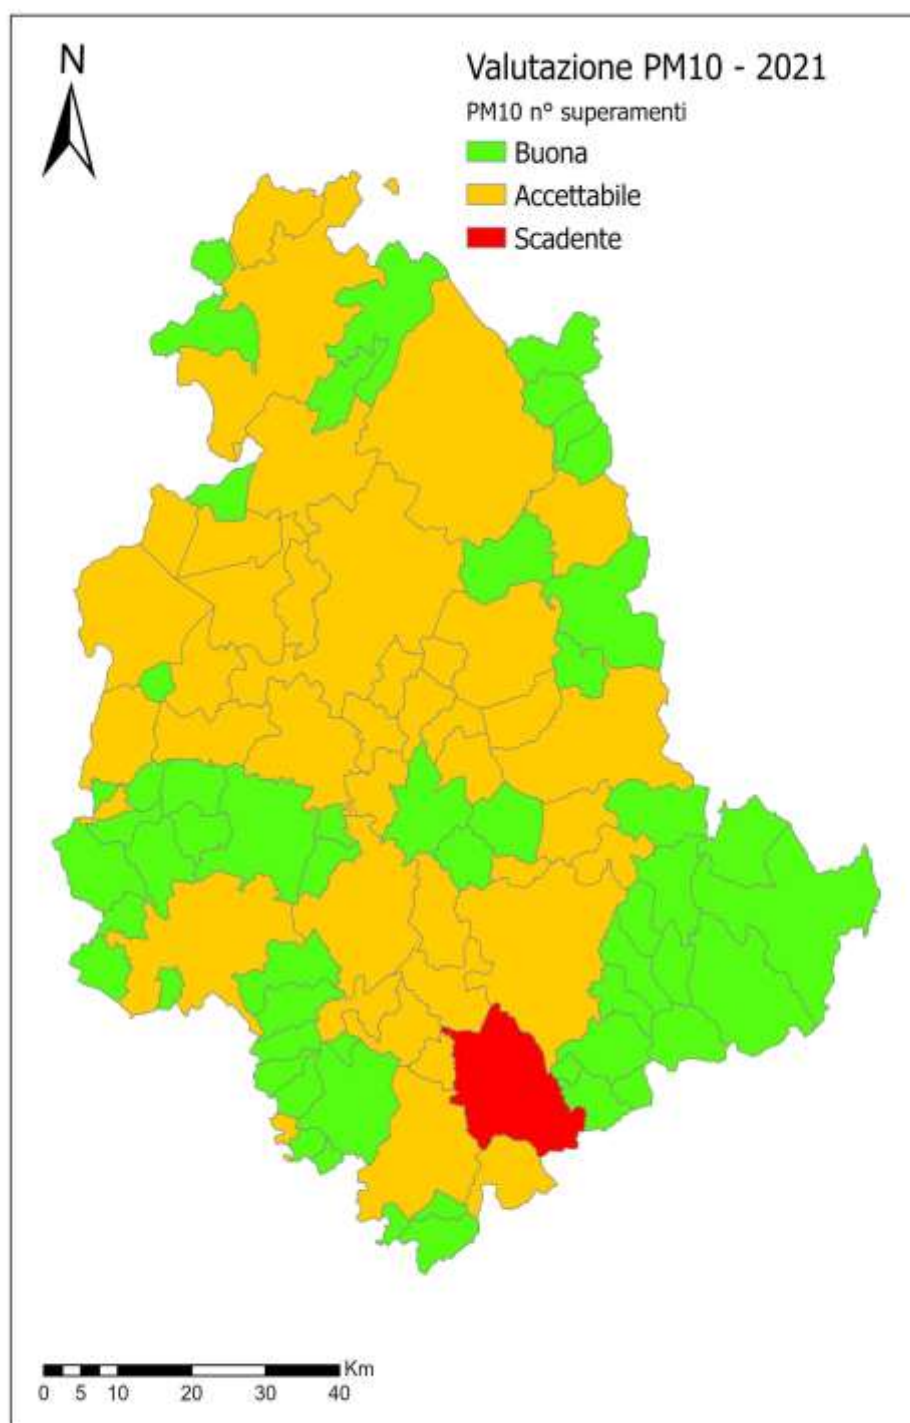 N
Valutazione PM10 - 2021
PM10 n° superamenti
Buona
Accettabile
Scadente
Km
0 5 10 20 30 40